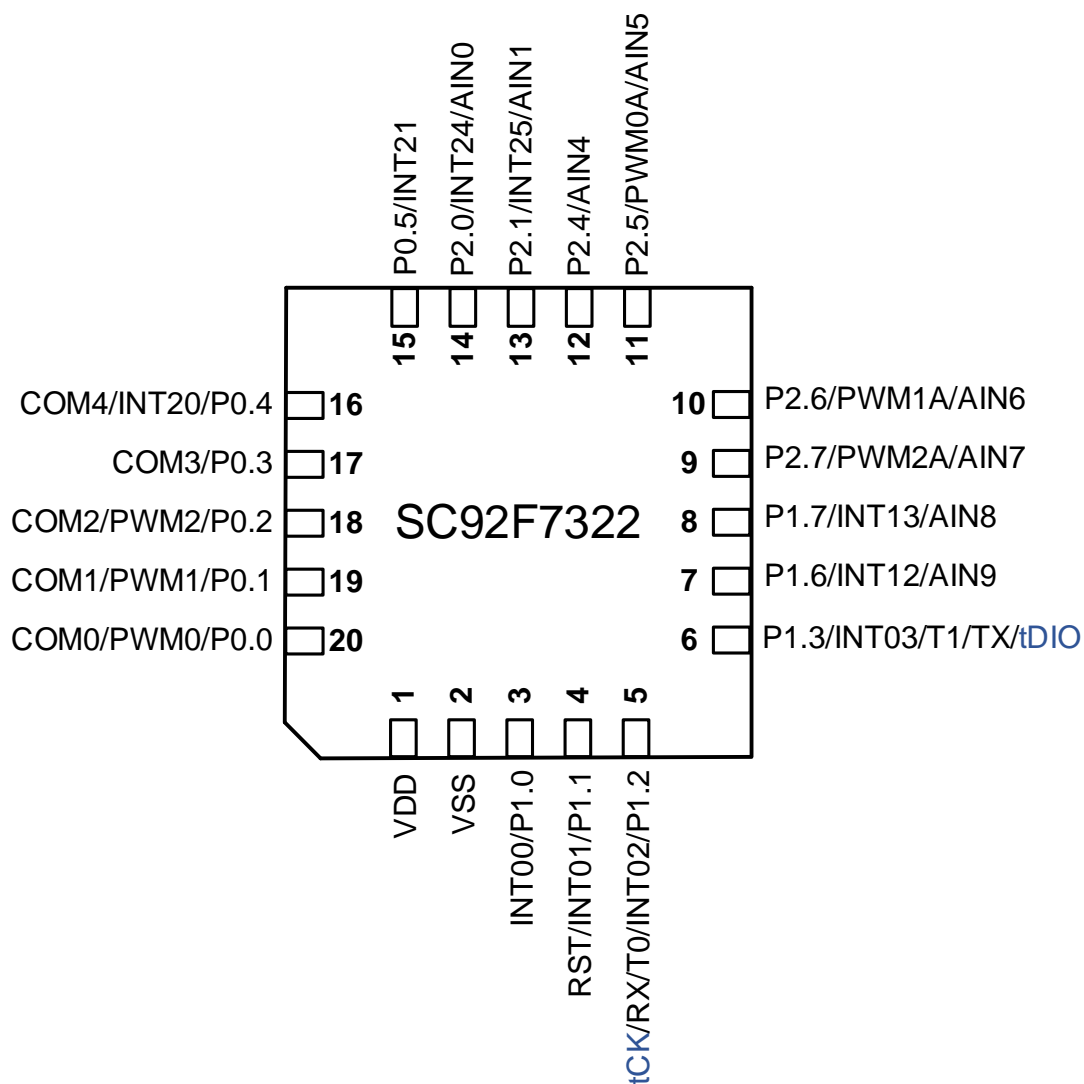 P0.5/INT21
P2.0/INT24/AIN0
P2.1/INT25/AIN1
P2.4/AIN4
P2.5/PWM0A/AIN5
15
14
13
12
11
COM4/INT20/P0.4
16
10
P2.6/PWM1A/AIN6
COM3/P0.3
17
9
P2.7/PWM2A/AIN7
COM2/PWM2/P0.2
18
SC92F7322
8
P1.7/INT13/AIN8
COM1/PWM1/P0.1
19
7
P1.6/INT12/AIN9
COM0/PWM0/P0.0
20
6
P1.3/INT03/T1/TX/tDIO
1
2
3
4
5
VDD
VSS
INT00/P1.0
RST/INT01/P1.1
tCK/RX/T0/INT02/P1.2